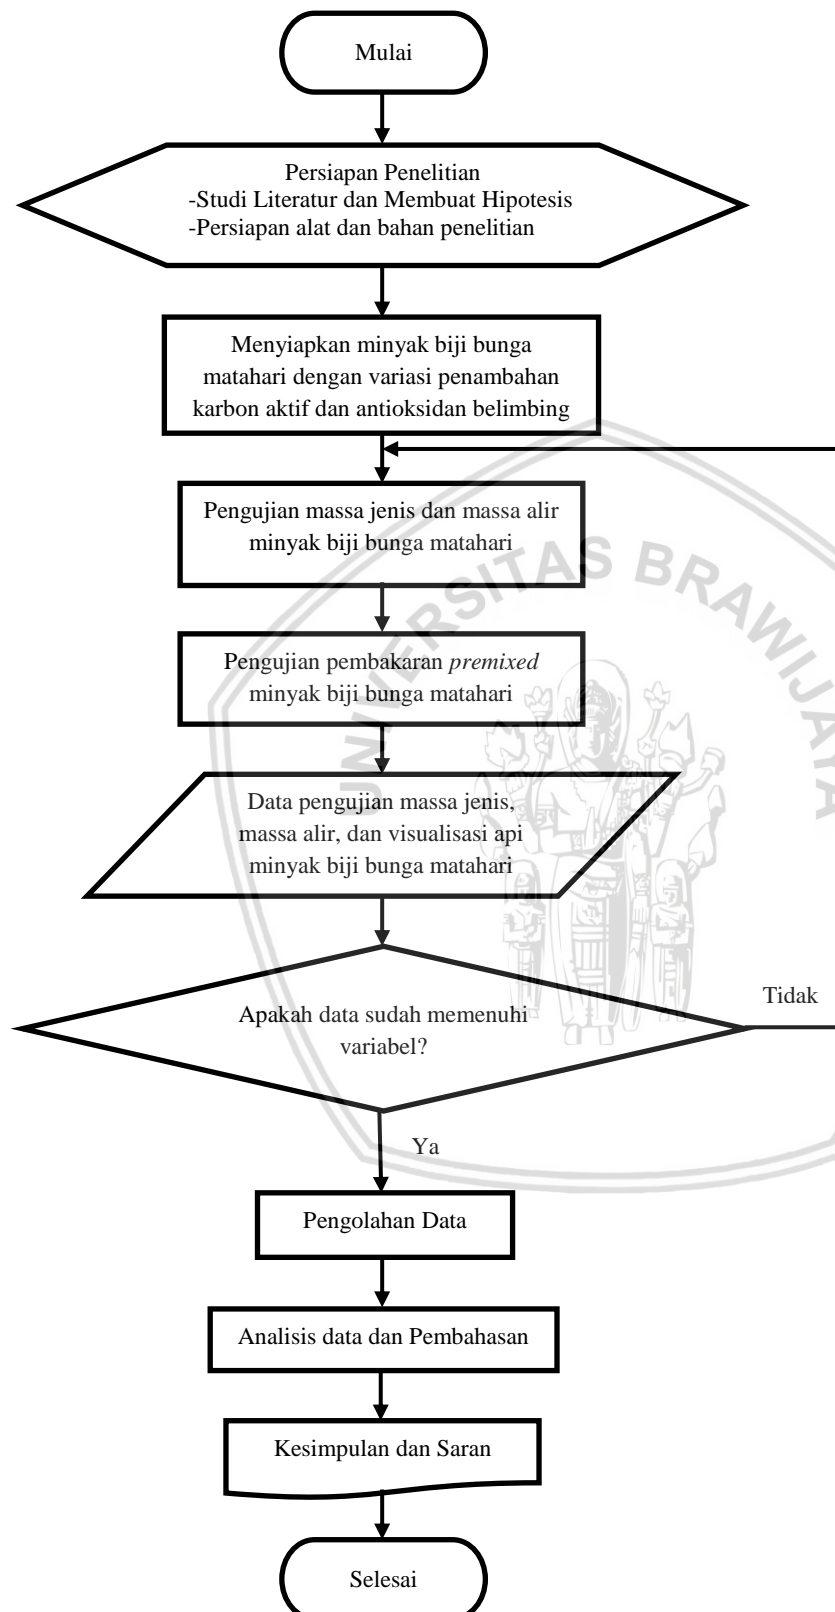 Mulai
Persiapan Penelitian
-Studi Literatur dan Membuat Hipotesis
-Persiapan alat dan bahan penelitian
Menyiapkan minyak biji bunga
matahari dengan variasi penambahan
karbon aktif dan antioksidan belimbing
Pengujian massa jenis dan massa alir
minyak biji bunga matahari
UNIVERSITAS BRAWIJAYA
Pengujian pembakaran premixed
minyak biji bunga matahari
Data pengujian massa jenis,
massa alir, dan visualisasi api
minyak biji bunga matahari
Tidak
Apakah data sudah memenuhi
variabel?
Ya
Pengolahan Data
Analisis data dan Pembahasan
Kesimpulan dan Saran
Selesai